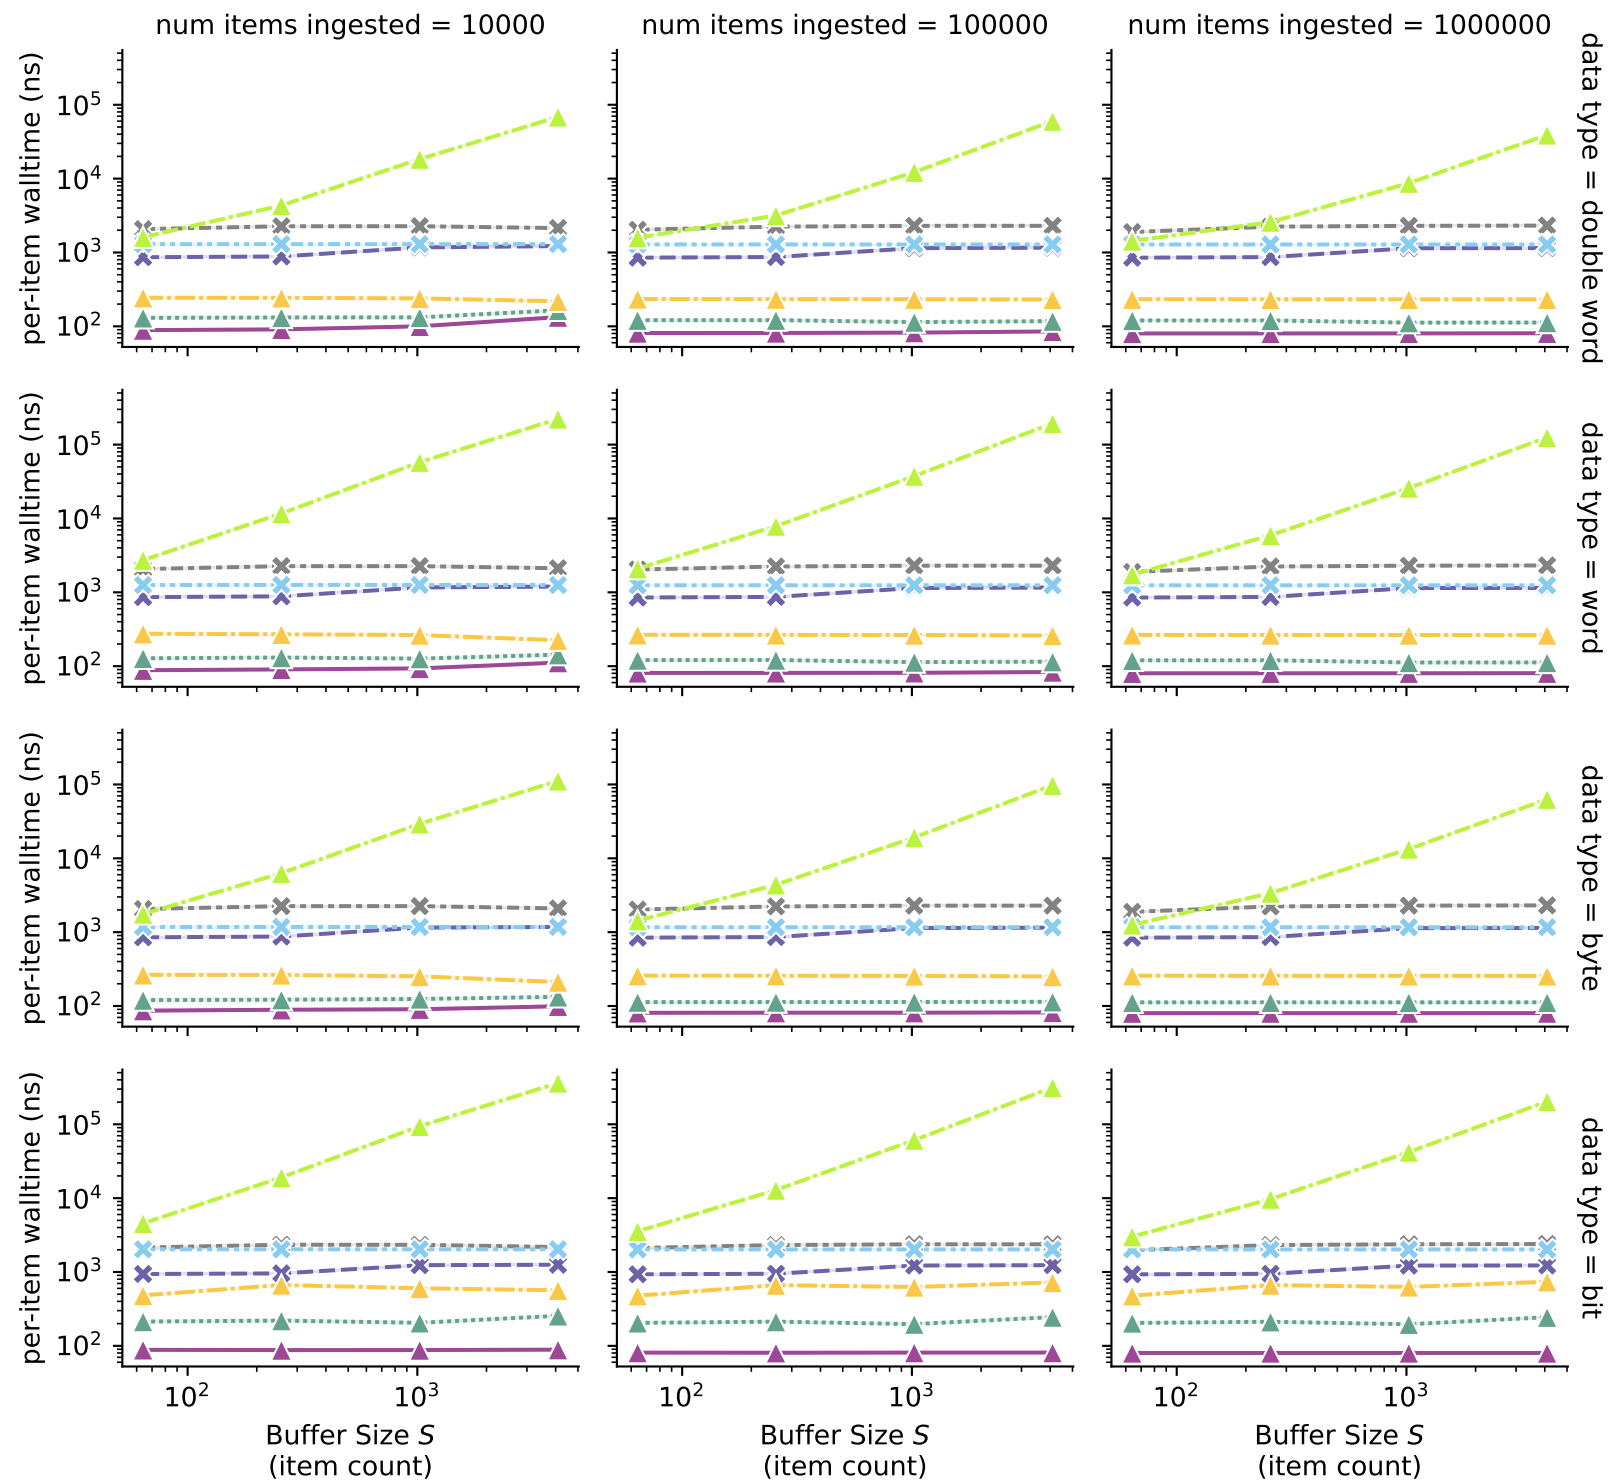 num items ingested = 10000
num items ingested = 100000
num items ingested = 1000000
per-item walltime (ns)
10⁵
10⁴
10³
10²
data type = double word
per-item walltime (ns)
10⁵
10⁴
10³
10²
data type = word
per-item walltime (ns)
10⁵
10⁴
10³
10²
data type = byte
per-item walltime (ns)
10⁵
10⁴
10³
10²
data type = bit
10²
10³
10²
10³
10²
10³
Buffer Size S
(item count)
Buffer Size S
(item count)
Buffer Size S
(item count)